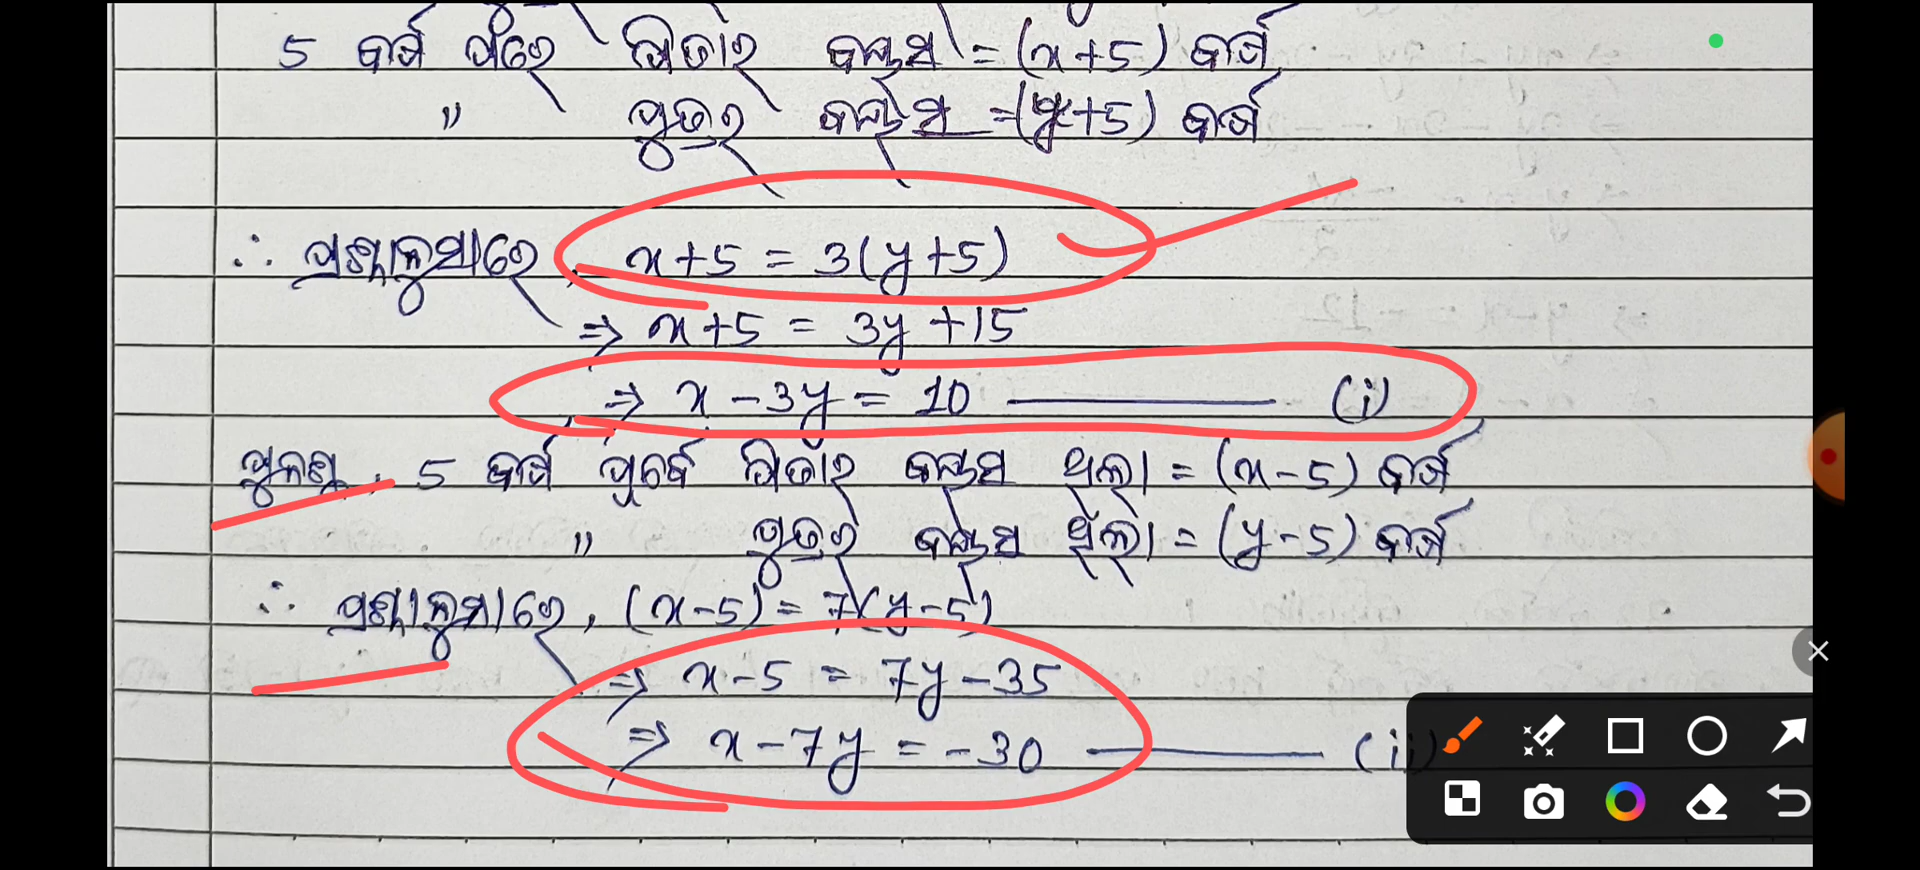 5 ବର୍ଷ ପରେ ପିତାର ବୟସ = (x+5) ବର୍ଷ
" ପୁତ୍ରର ବୟସ = (y+5) ବର୍ଷ
∴ ପ୍ରଶ୍ନାନୁସାରେ, x+5 = 3(y+5)
⇒ x+5 = 3y+15
⇒ x-3y = 10 ——— (i)
ପୁନଶ୍ଚ, 5 ବର୍ଷ ପୂର୍ବେ ପିତାର ବୟସ ଥିଲା = (x-5) ବର୍ଷ
" ପୁତ୍ରର ବୟସ ଥିଲା = (y-5) ବର୍ଷ
∴ ପ୍ରଶ୍ନାନୁସାରେ, (x-5) = 7(y-5)
⇒ x-5 = 7y-35
⇒ x-7y = -30 ——— (ii)